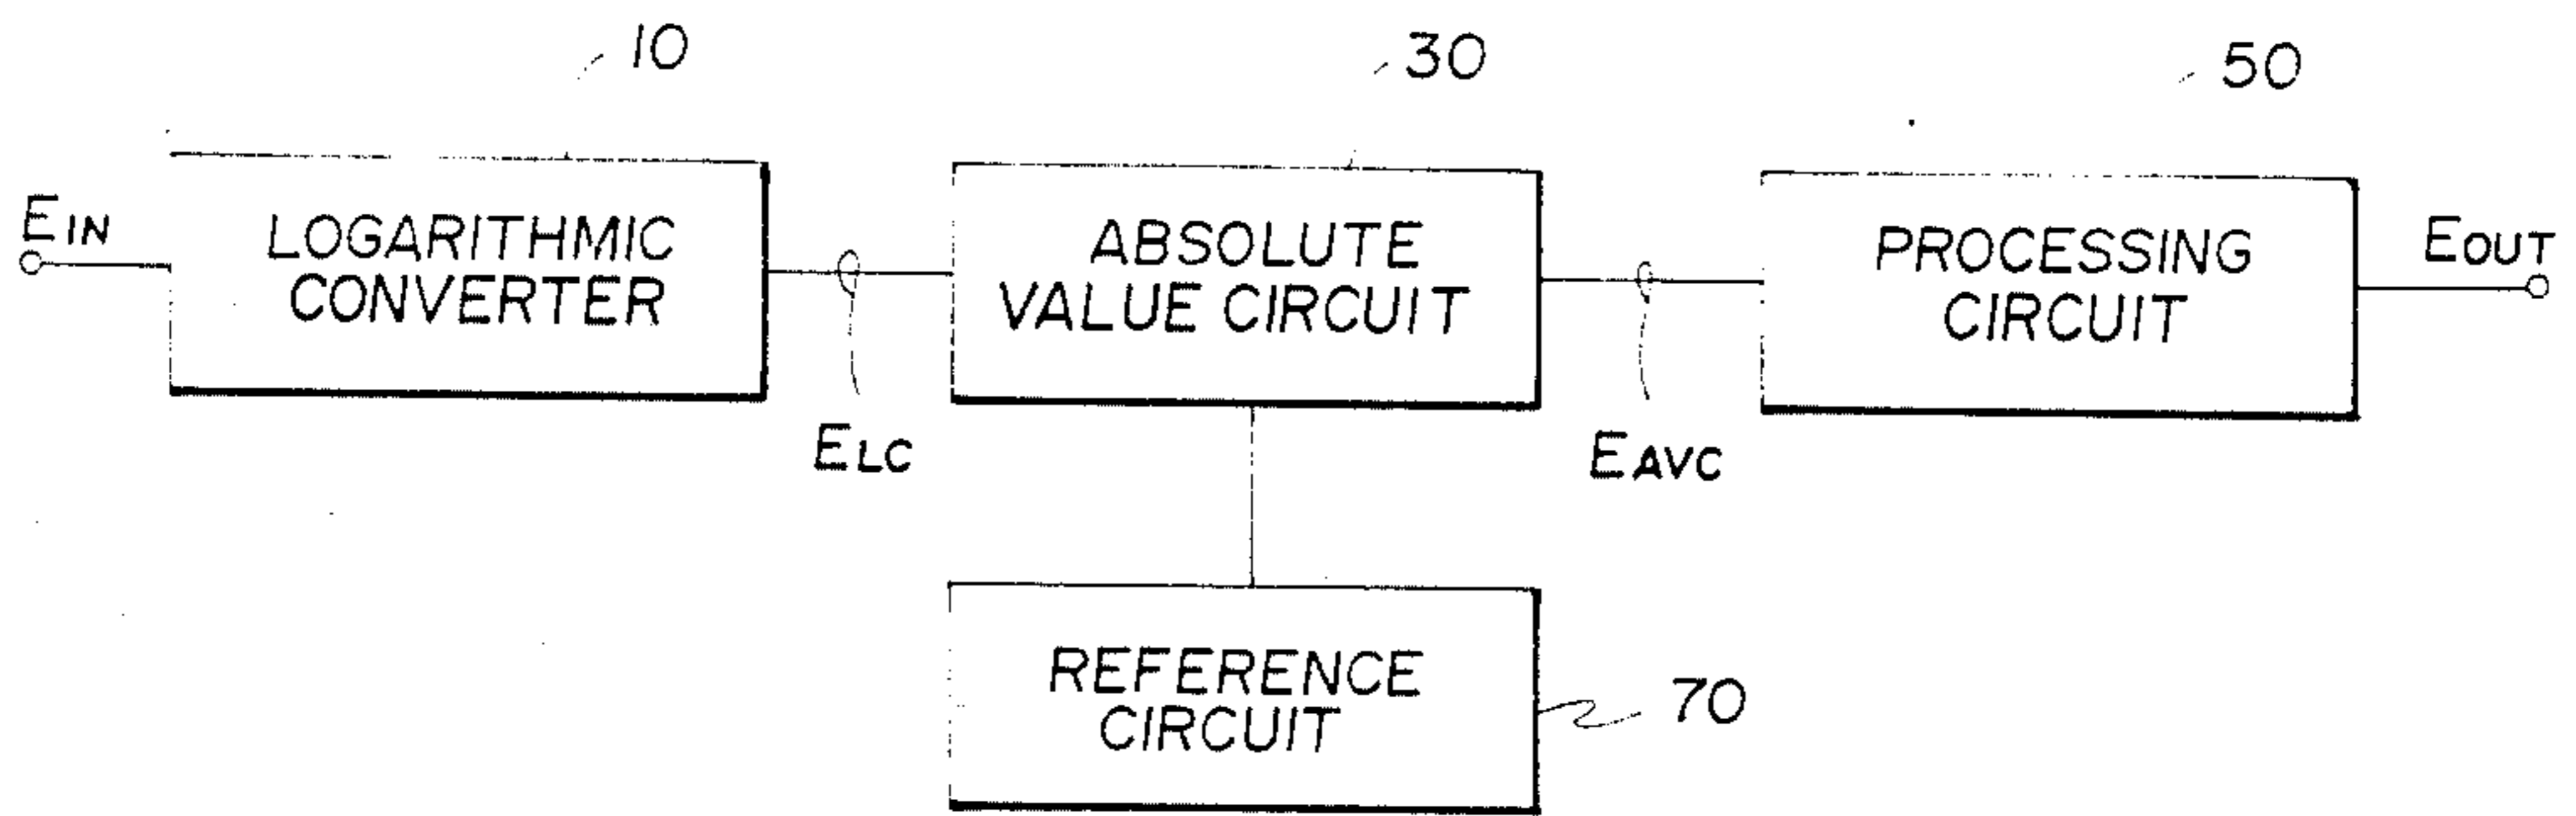 10
30
50
EIN
LOGARITHMIC
CONVERTER
ABSOLUTE
VALUE CIRCUIT
PROCESSING
CIRCUIT
EOUT
ELC
EAVC
REFERENCE
CIRCUIT
70